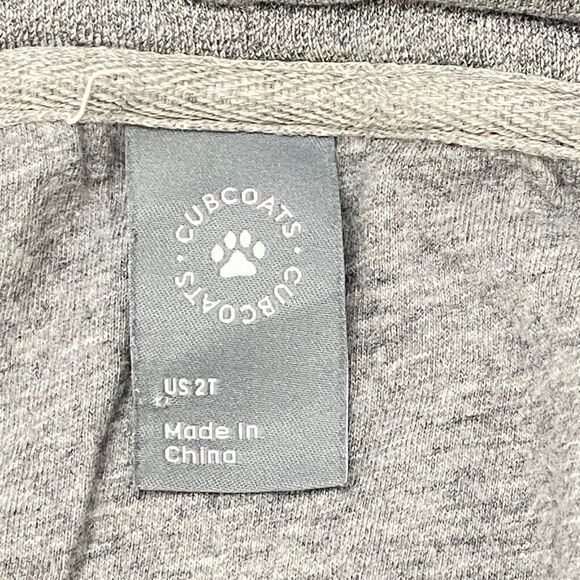 · CUBCOATS · CUBCOATS
US 2T
Made in
China